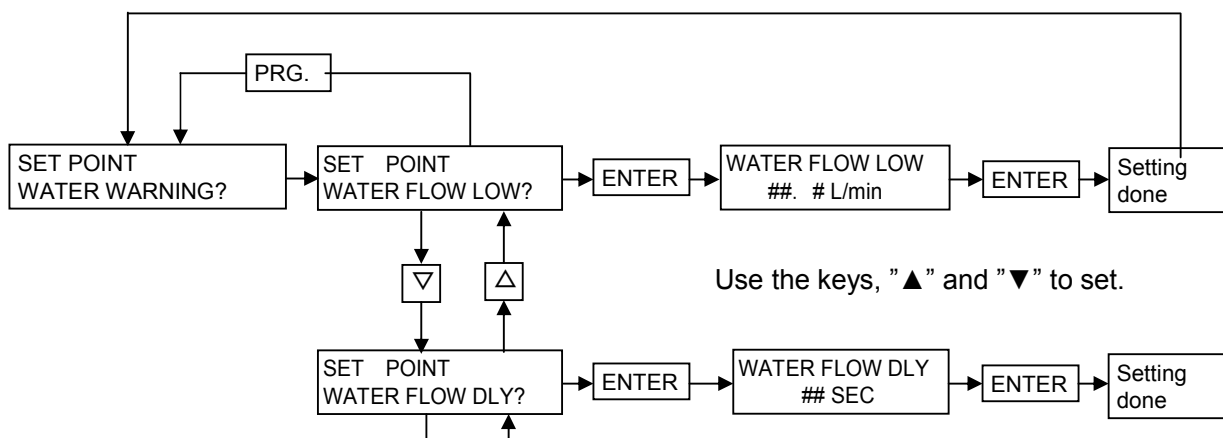 PRG.
SET POINT
WATER WARNING?
SET POINT
WATER FLOW LOW?
ENTER
WATER FLOW LOW
##. # L/min
ENTER
Setting
done
▽
△
Use the keys, ”▲” and ”▼” to set.
SET POINT
WATER FLOW DLY?
ENTER
WATER FLOW DLY
## SEC
ENTER
Setting
done